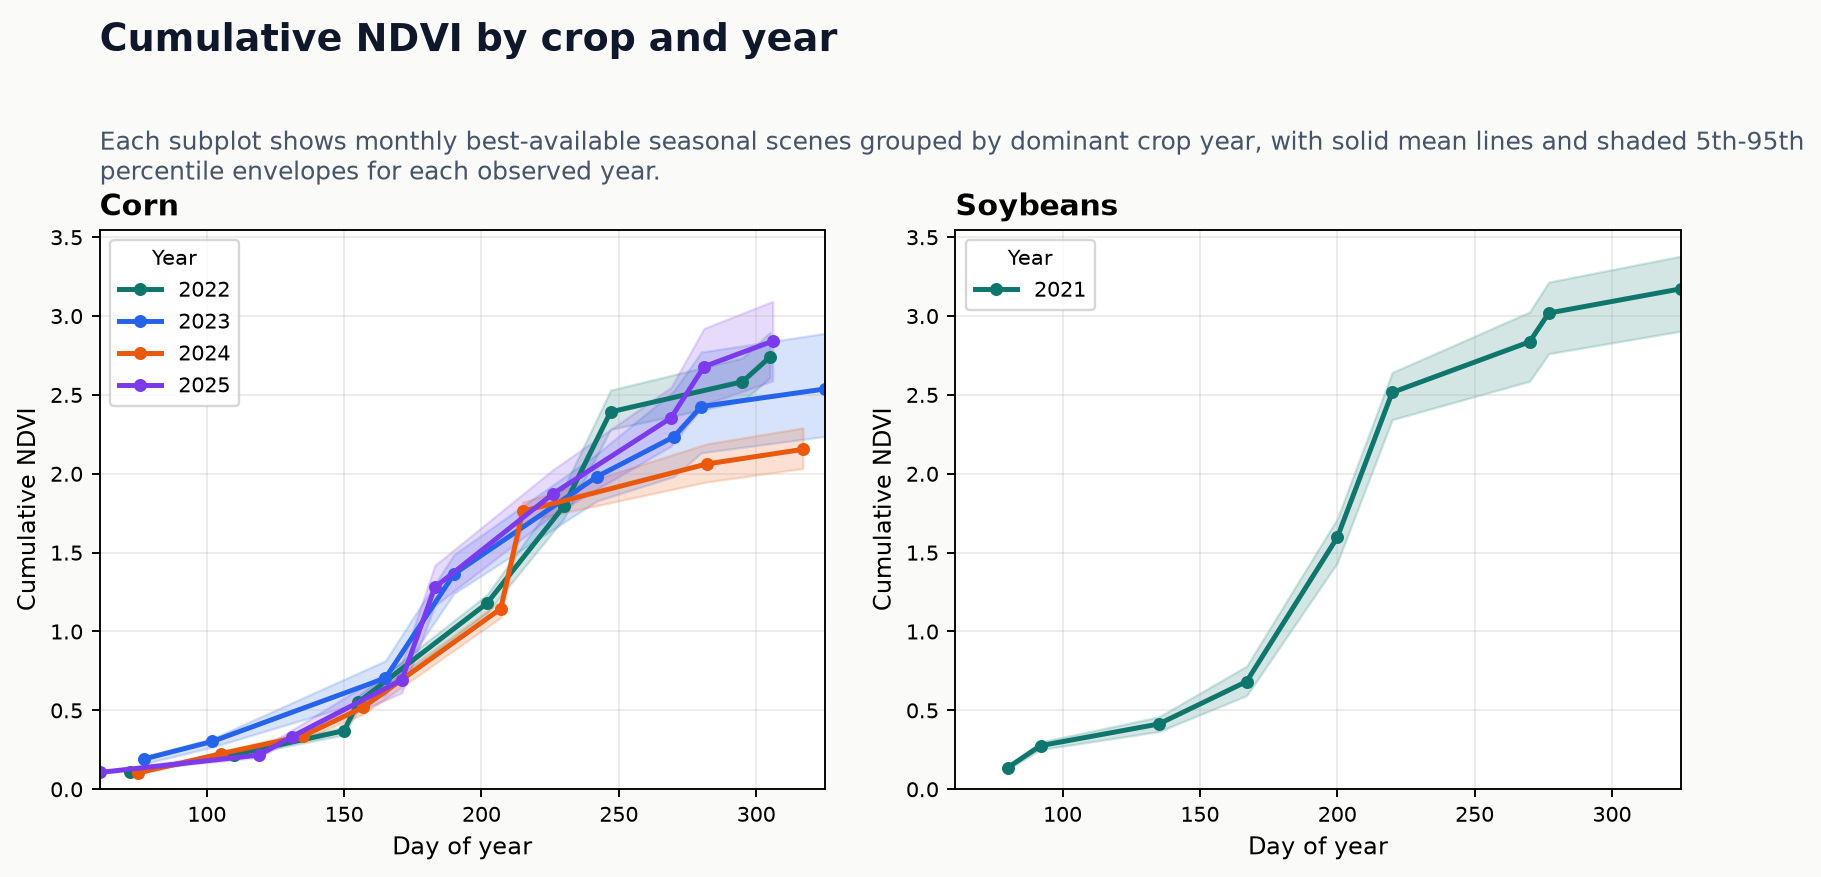 Cumulative NDVI by crop and year
Each subplot shows monthly best-available seasonal scenes grouped by dominant crop year, with solid mean lines and shaded 5th-95th
percentile envelopes for each observed year.
Corn
3.5
3.0
2.5
2.0
1.5
1.0
0.5
0.0
Cumulative NDVI
Year
2022
2023
2024
2025
100
150
200
250
300
Day of year
Soybeans
3.5
3.0
2.5
2.0
1.5
1.0
0.5
0.0
Cumulative NDVI
Year
2021
100
150
200
250
300
Day of year